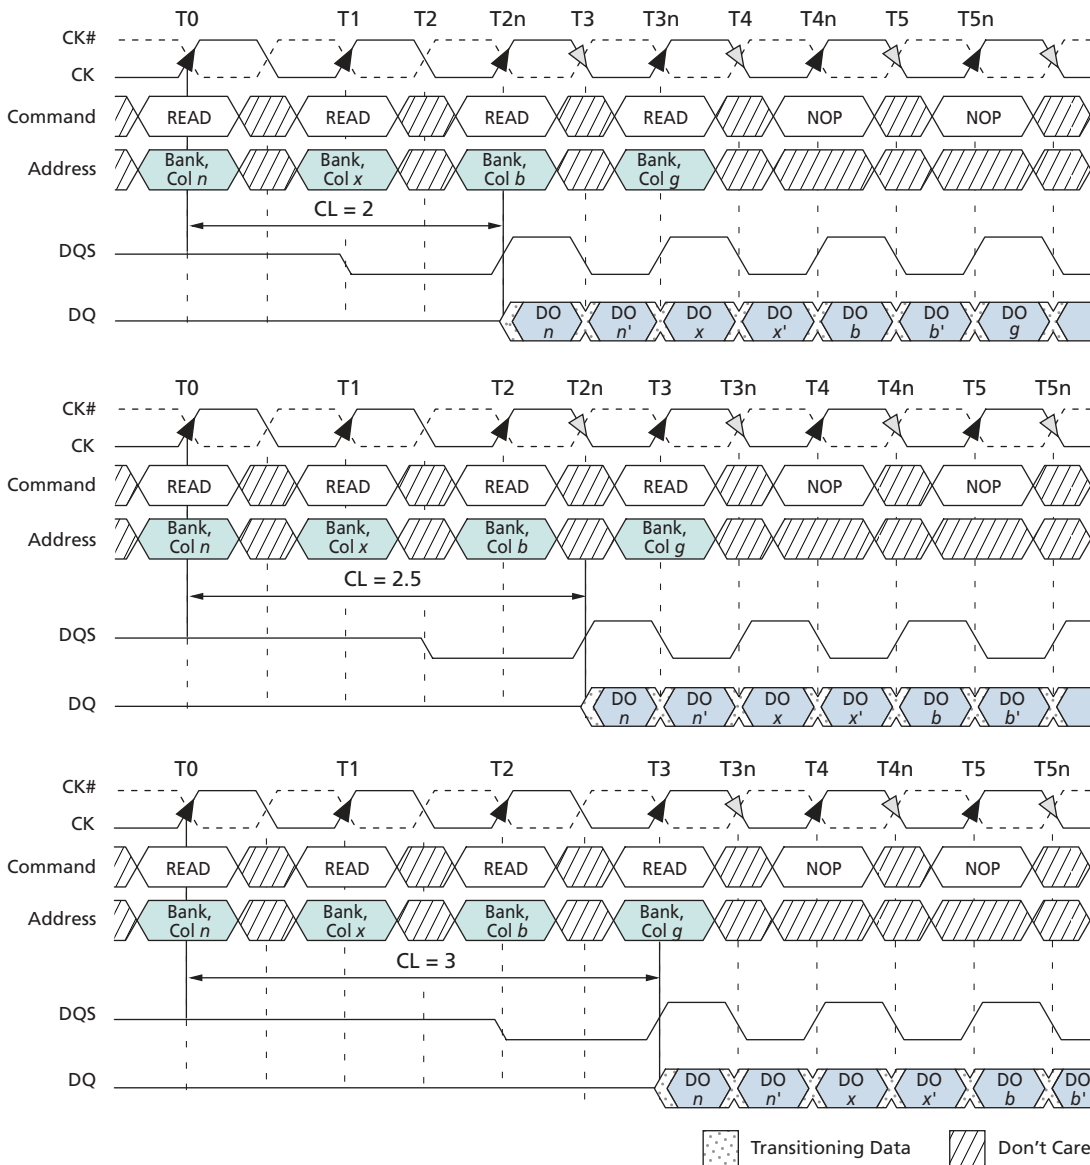 T0 T1 T2 T2n T3 T3n T4 T4n T5 T5n
CK#
CK
Command READ READ READ READ NOP NOP
Address Bank, Col n Bank, Col x Bank, Col b Bank, Col g
CL = 2
DQS
DQ DO n DO n' DO x DO x' DO b DO b' DO g
T0 T1 T2 T2n T3 T3n T4 T4n T5 T5n
CK#
CK
Command READ READ READ READ NOP NOP
Address Bank, Col n Bank, Col x Bank, Col b Bank, Col g
CL = 2.5
DQS
DQ DO n DO n' DO x DO x' DO b DO b'
T0 T1 T2 T3 T3n T4 T4n T5 T5n
CK#
CK
Command READ READ READ READ NOP NOP
Address Bank, Col n Bank, Col x Bank, Col b Bank, Col g
CL = 3
DQS
DQ DO n DO n' DO x DO x' DO b DO b'
Transitioning Data Don't Care